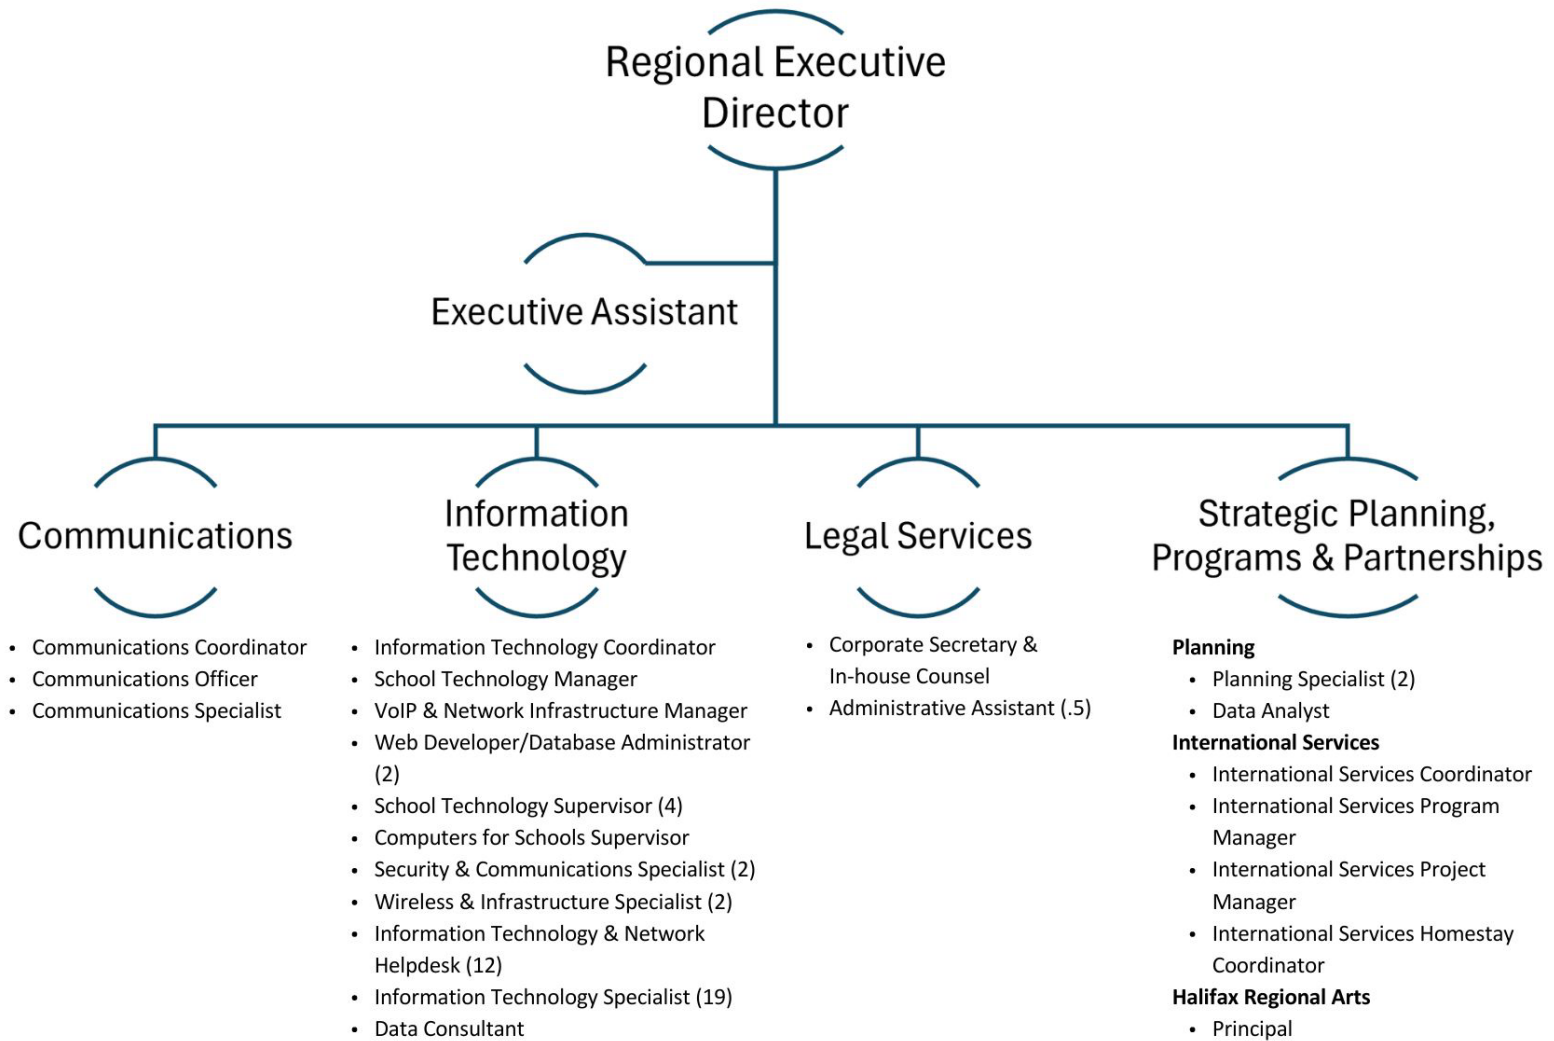 Regional Executive
Director
Executive Assistant
Communications
• Communications Coordinator
• Communications Officer
• Communications Specialist
Information
Technology
• Information Technology Coordinator
• School Technology Manager
• VoIP & Network Infrastructure Manager
• Web Developer/Database Administrator
(2)
• School Technology Supervisor (4)
• Computers for Schools Supervisor
• Security & Communications Specialist (2)
• Wireless & Infrastructure Specialist (2)
• Information Technology & Network
Helpdesk (12)
• Information Technology Specialist (19)
• Data Consultant
Legal Services
• Corporate Secretary &
In-house Counsel
• Administrative Assistant (.5)
Strategic Planning,
Programs & Partnerships
Planning
• Planning Specialist (2)
• Data Analyst
International Services
• International Services Coordinator
• International Services Program
Manager
• International Services Project
Manager
• International Services Homestay
Coordinator
Halifax Regional Arts
• Principal